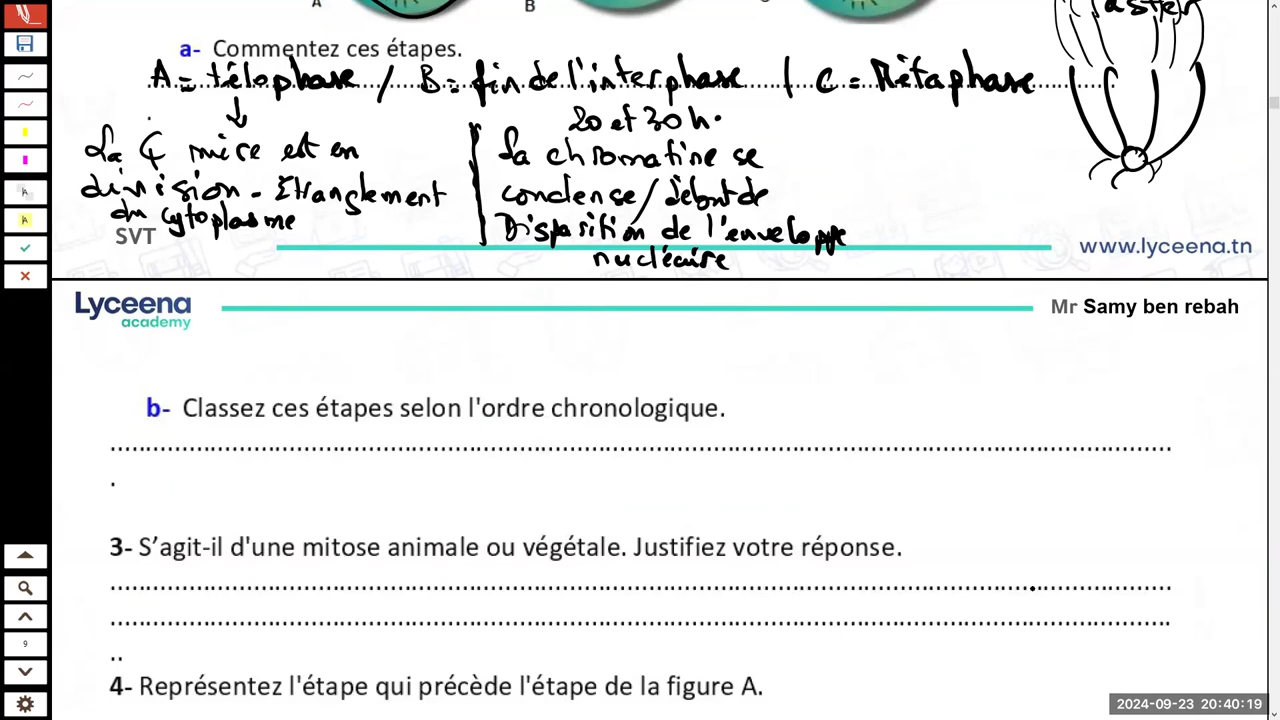 A
B
aster
a- Commentez ces étapes.
A = télophase / B = fin de l'interphase | C = Métaphase
20 et 30 h.
La ₵ mère est en
division - Etranglement
du cytoplasme
la chromatine se
condense / début de
Disparition de l'enveloppe
nucléaire
SVT
www.lyceena.tn
Lyceena
academy
Mr Samy ben rebah
b- Classez ces étapes selon l'ordre chronologique.
3- S'agit-il d'une mitose animale ou végétale. Justifiez votre réponse.
4- Représentez l'étape qui précède l'étape de la figure A.
9
2024-09-23 20:40:19